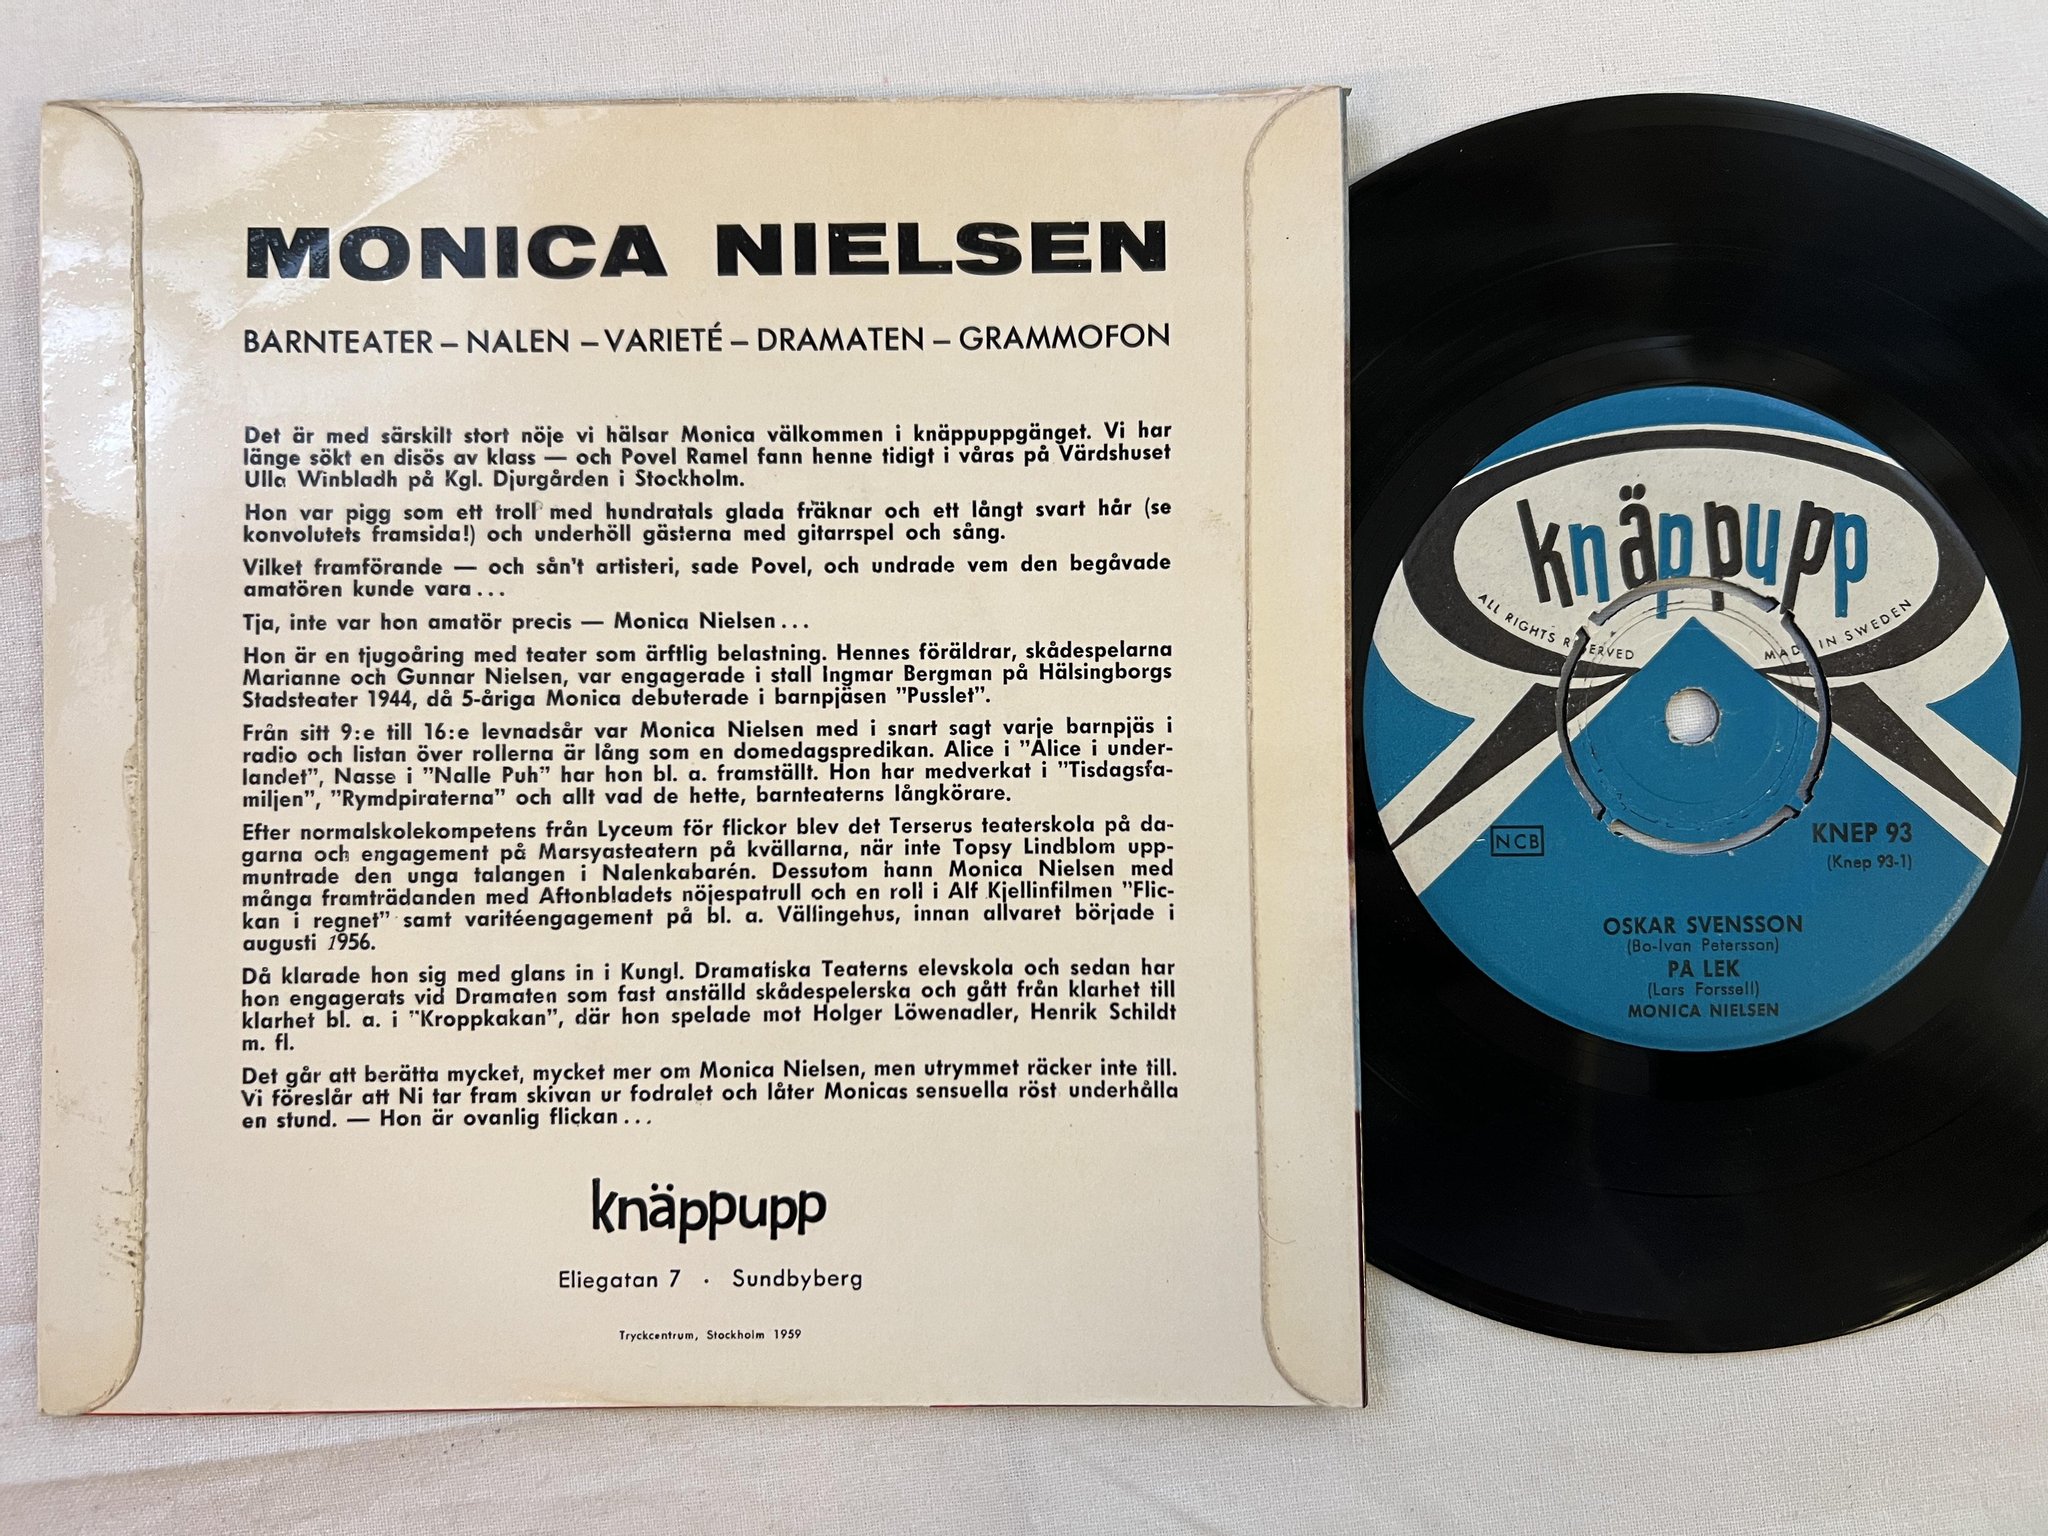 MONICA NIELSEN
BARNTEATER – NALEN – VARIETÉ – DRAMATEN – GRAMMOFON
Det är med särskilt stort nöje vi hälsar Monica välkommen i knäppuppgänget. Vi har
länge sökt en disös av klass — och Povel Ramel fann henne tidigt i våras på Värdshuset
Ulla Winbladh på Kgl. Djurgården i Stockholm.
Hon var pigg som ett troll med hundratals glada fräknar och ett långt svart hår (se
konvolutets framsida!) och underhöll gästerna med gitarrspel och sång.
Vilket framförande — och sån't artisteri, sade Povel, och undrade vem den begåvade
amatören kunde vara...
Tja, inte var hon amatör precis — Monica Nielsen...
Hon är en tjugoåring med teater som ärftlig belastning. Hennes föräldrar, skådespelarna
Marianne och Gunnar Nielsen, var engagerade i stall Ingmar Bergman på Hälsingborgs
Stadsteater 1944, då 5-åriga Monica debuterade i barnpjäsen ”Pusslet”.
Från sitt 9:e till 16:e levnadsår var Monica Nielsen med i snart sagt varje barnpjäs i
radio och listan över rollerna är lång som en domedagspredikan. Alice i ”Alice i under-
landet”, Nasse i ”Nalle Puh” har hon bl. a. framställt. Hon har medverkat i ”Tisdagsfa-
miljen”, ”Rymdpiraterna” och allt vad de hette, barnteaterns långkörare.
Efter normalskolekompetens från Lyceum för flickor blev det Terserus teaterskola på da-
garna och engagement på Marsyasteatern på kvällarna, när inte Topsy Lindblom upp-
muntrade den unga talangen i Nalenkabarén. Dessutom hann Monica Nielsen med
många framträdanden med Aftonbladets nöjespatrull och en roll i Alf Kjellinfilmen ”Flic-
kan i regnet” samt varitéengagement på bl. a. Vällingehus, innan allvaret började i
augusti 1956.
Då klarade hon sig med glans in i Kungl. Dramatiska Teaterns elevskola och sedan har
hon engagerats vid Dramaten som fast anställd skådespelerska och gått från klarhet till
klarhet bl. a. i ”Kroppkakan”, där hon spelade mot Holger Löwenadler, Henrik Schildt
m. fl.
Det går att berätta mycket, mycket mer om Monica Nielsen, men utrymmet räcker inte till.
Vi föreslår att Ni tar fram skivan ur fodralet och låter Monicas sensuella röst underhålla
en stund. — Hon är ovanlig flickan...
knäppupp
Eliegatan 7 · Sundbyberg
Tryckcentrum, Stockholm 1959
knäppupp
ALL RIGHTS RESERVED
MADE IN SWEDEN
NCB
KNEP 93
(Knep 93-1)
OSKAR SVENSSON
(Bo-Ivan Petersson)
PÅ LEK
(Lars Forssell)
MONICA NIELSEN